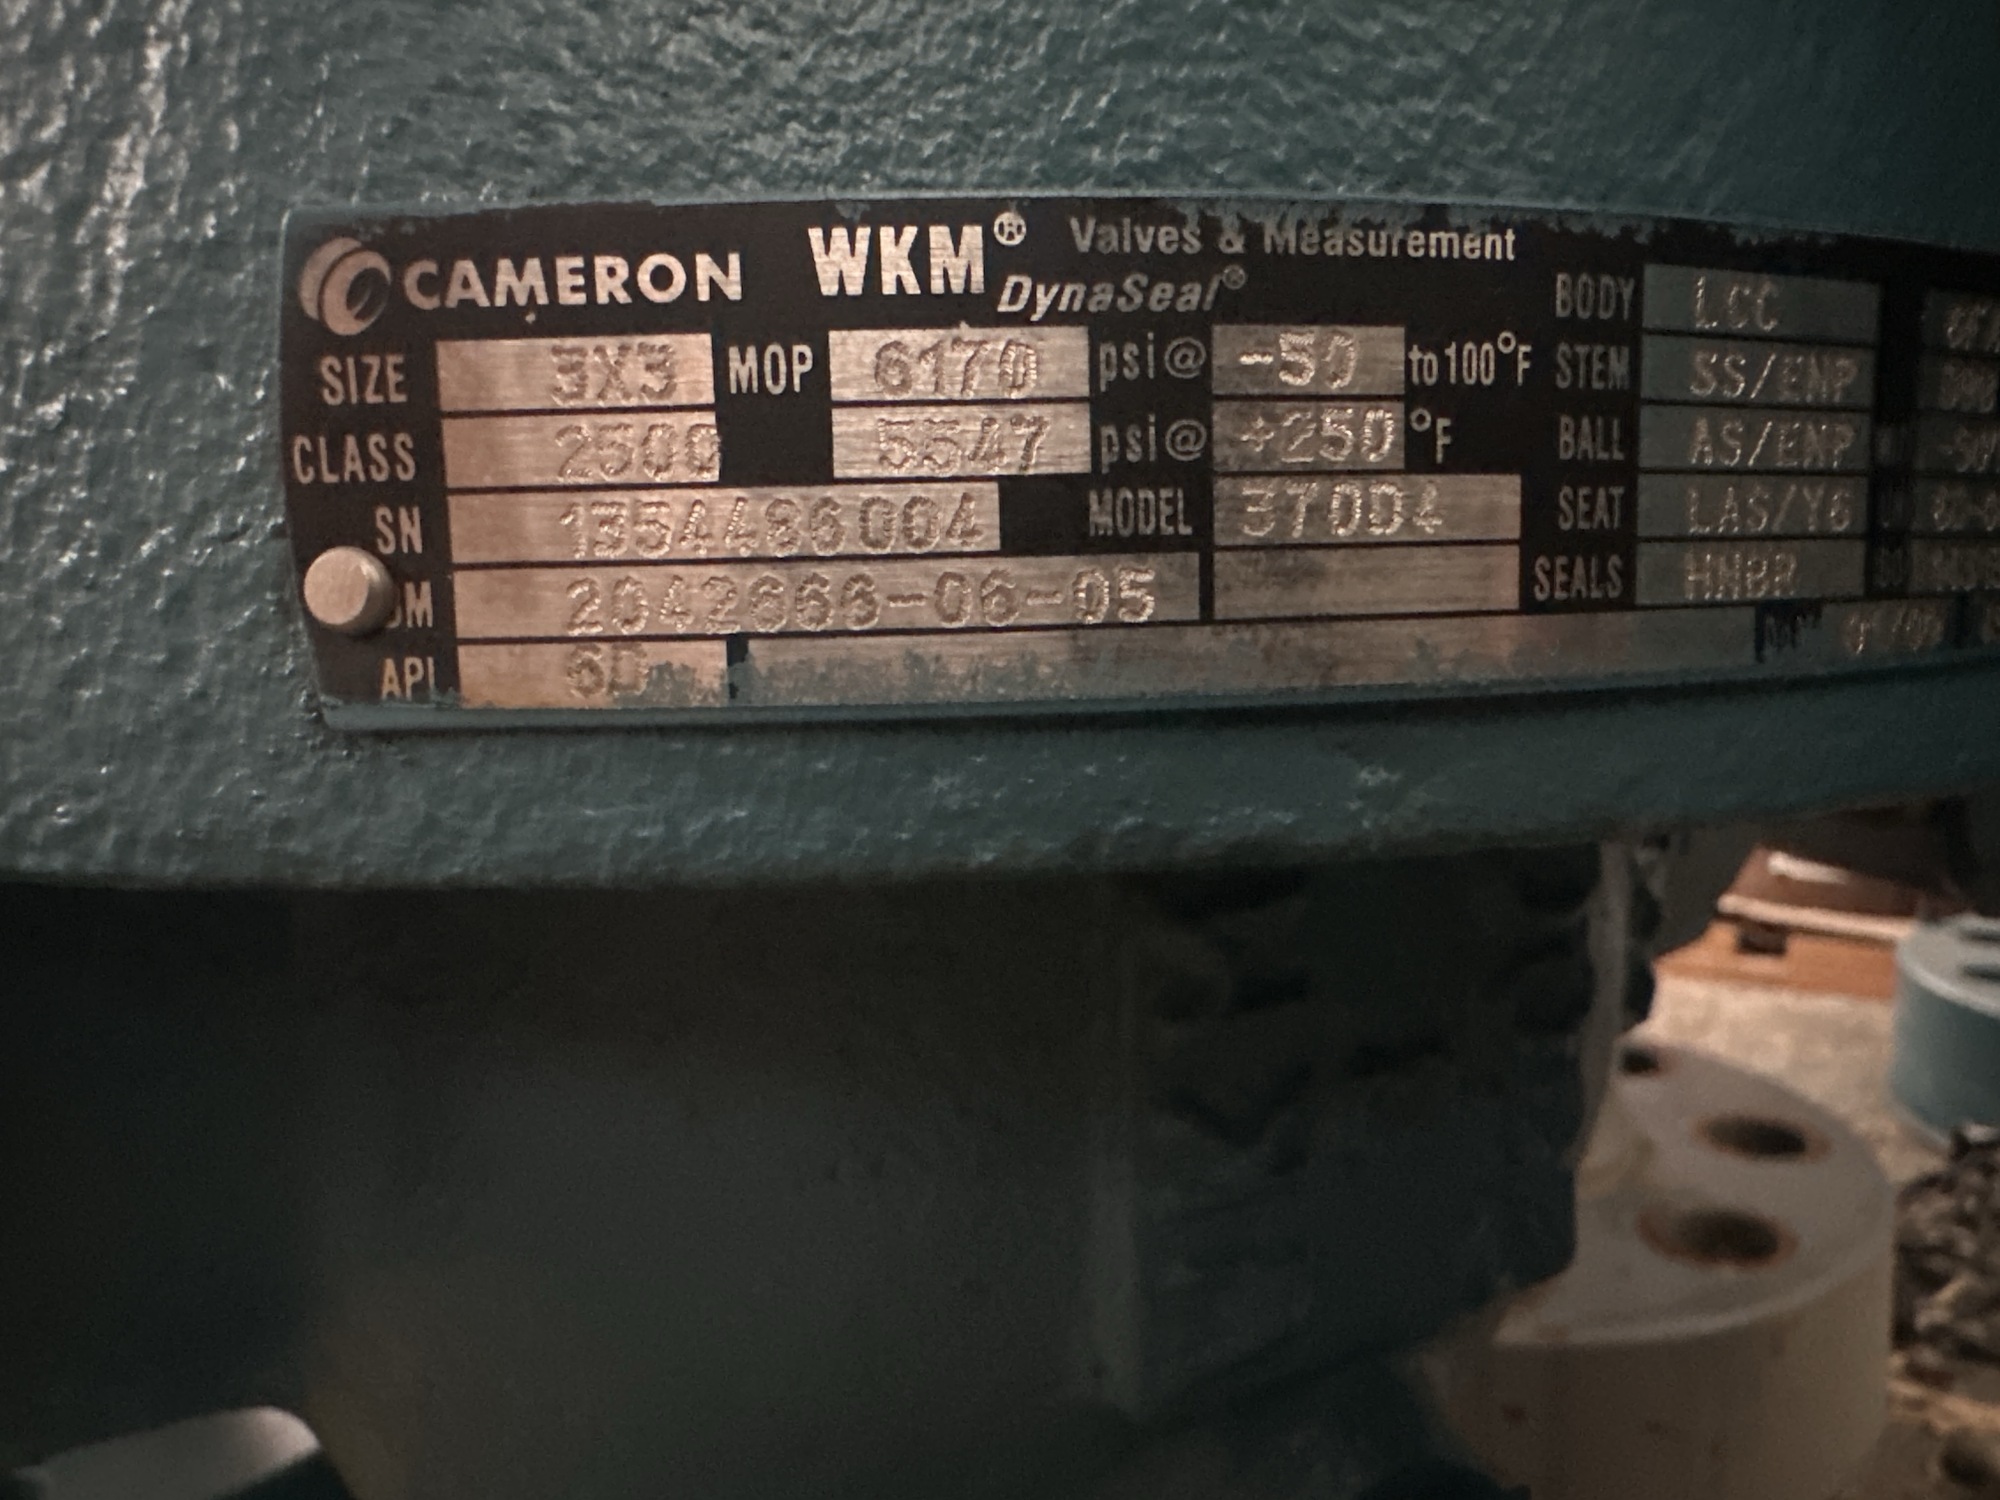 CAMERON WKM® Valves & Measurement
DynaSeal®
SIZE 3X3 MOP 6170 psi@ -50 to 100°F
CLASS 2500 5547 psi@ +250 °F
SN 1354486004 MODEL 37004
2042666-06-05
API 6D
BODY LCC
STEM SS/ENP
BALL AS/ENP
SEAT LAS/Y6
SEALS HNBR